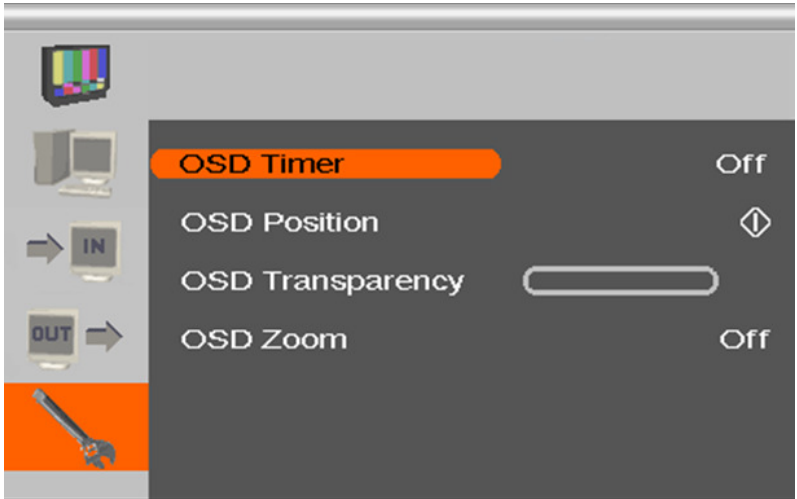 OSD Timer Off
OSD Position
IN
OSD Transparency
OUT
OSD Zoom Off